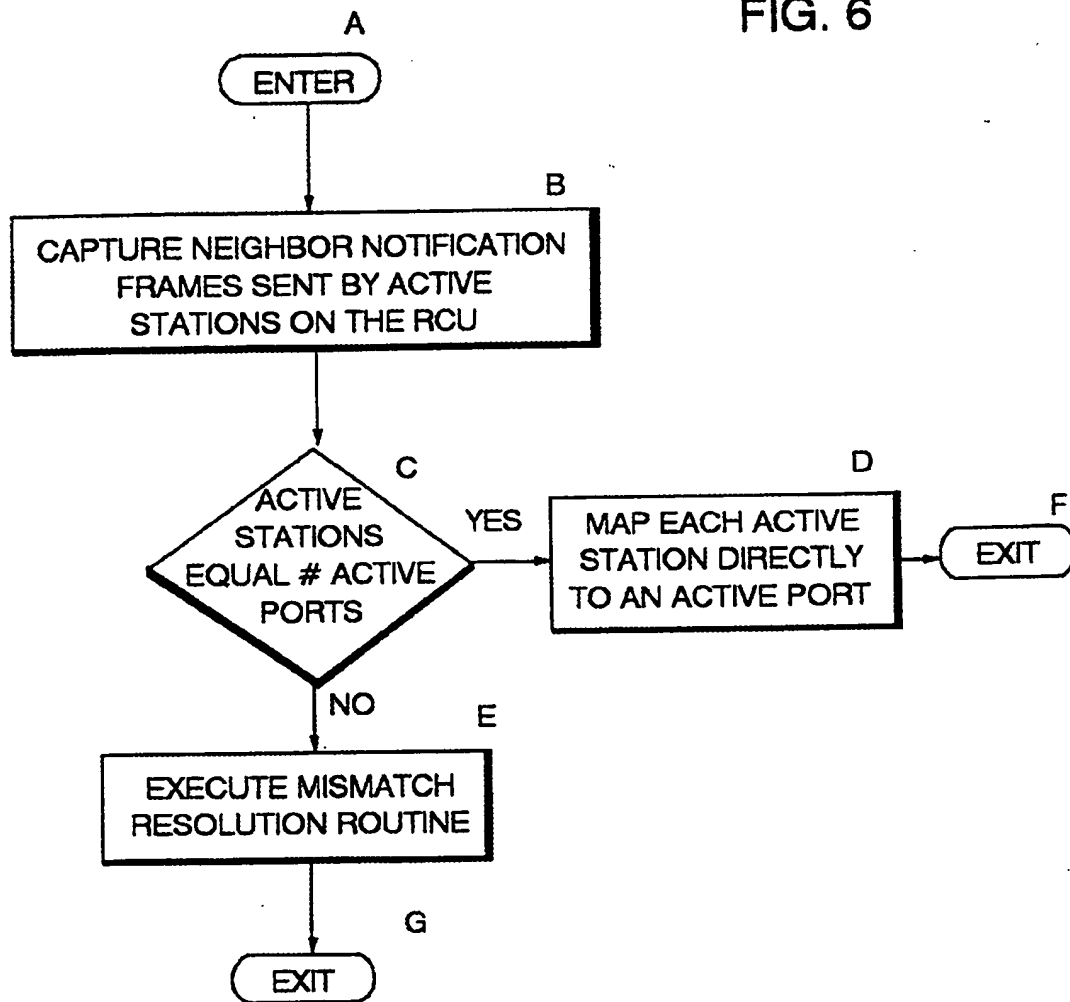 FIG. 6
A
ENTER
B
CAPTURE NEIGHBOR NOTIFICATION
FRAMES SENT BY ACTIVE
STATIONS ON THE RCU
C
ACTIVE
STATIONS
EQUAL # ACTIVE
PORTS
YES
D
MAP EACH ACTIVE
STATION DIRECTLY
TO AN ACTIVE PORT
F
EXIT
NO
E
EXECUTE MISMATCH
RESOLUTION ROUTINE
G
EXIT